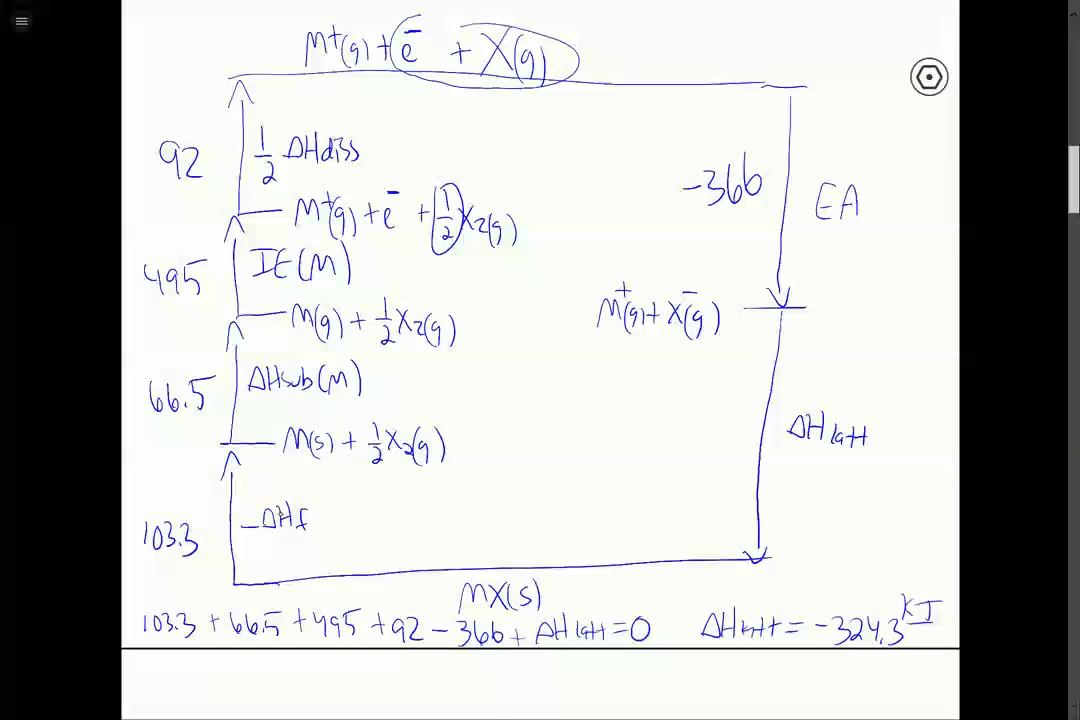 M⁺(g) + e⁻ + X(g)
92 1/2 ΔHdiss
M⁺(g) + e⁻ + 1/2 X₂(g)
-366 EA
495 IE(M)
M(g) + 1/2 X₂(g)
M⁺(g) + X⁻(g)
66.5 ΔHsub(M)
M(s) + 1/2 X₂(g)
ΔHlatt
103.3 -ΔHf
MX(s)
103.3 + 66.5 + 495 + 92 - 366 + ΔHlatt = 0 ΔHlatt = -324.3 kJ